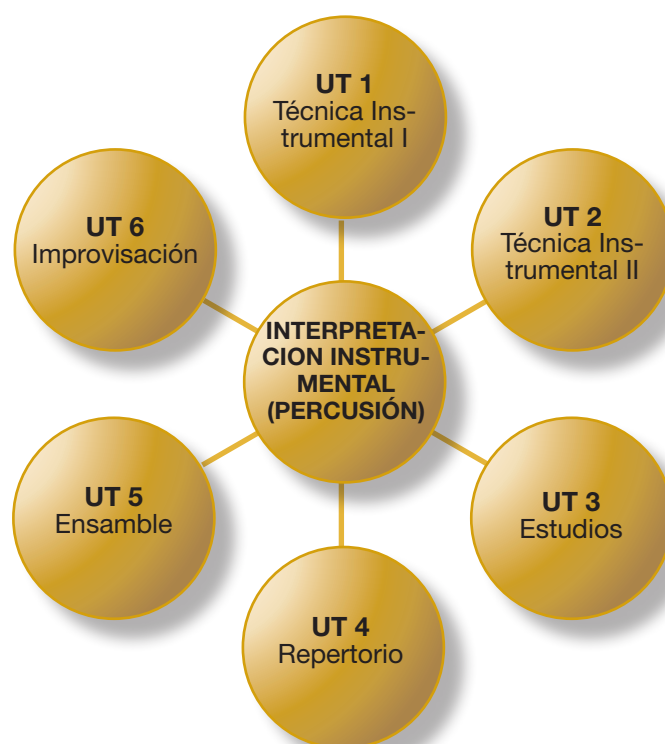 UT 1
Técnica Ins-
trumental I
UT 2
Técnica Ins-
trumental II
UT 6
Improvisación
INTERPRETA-
CION INSTRU-
MENTAL
(PERCUSIÓN)
UT 5
Ensamble
UT 3
Estudios
UT 4
Repertorio